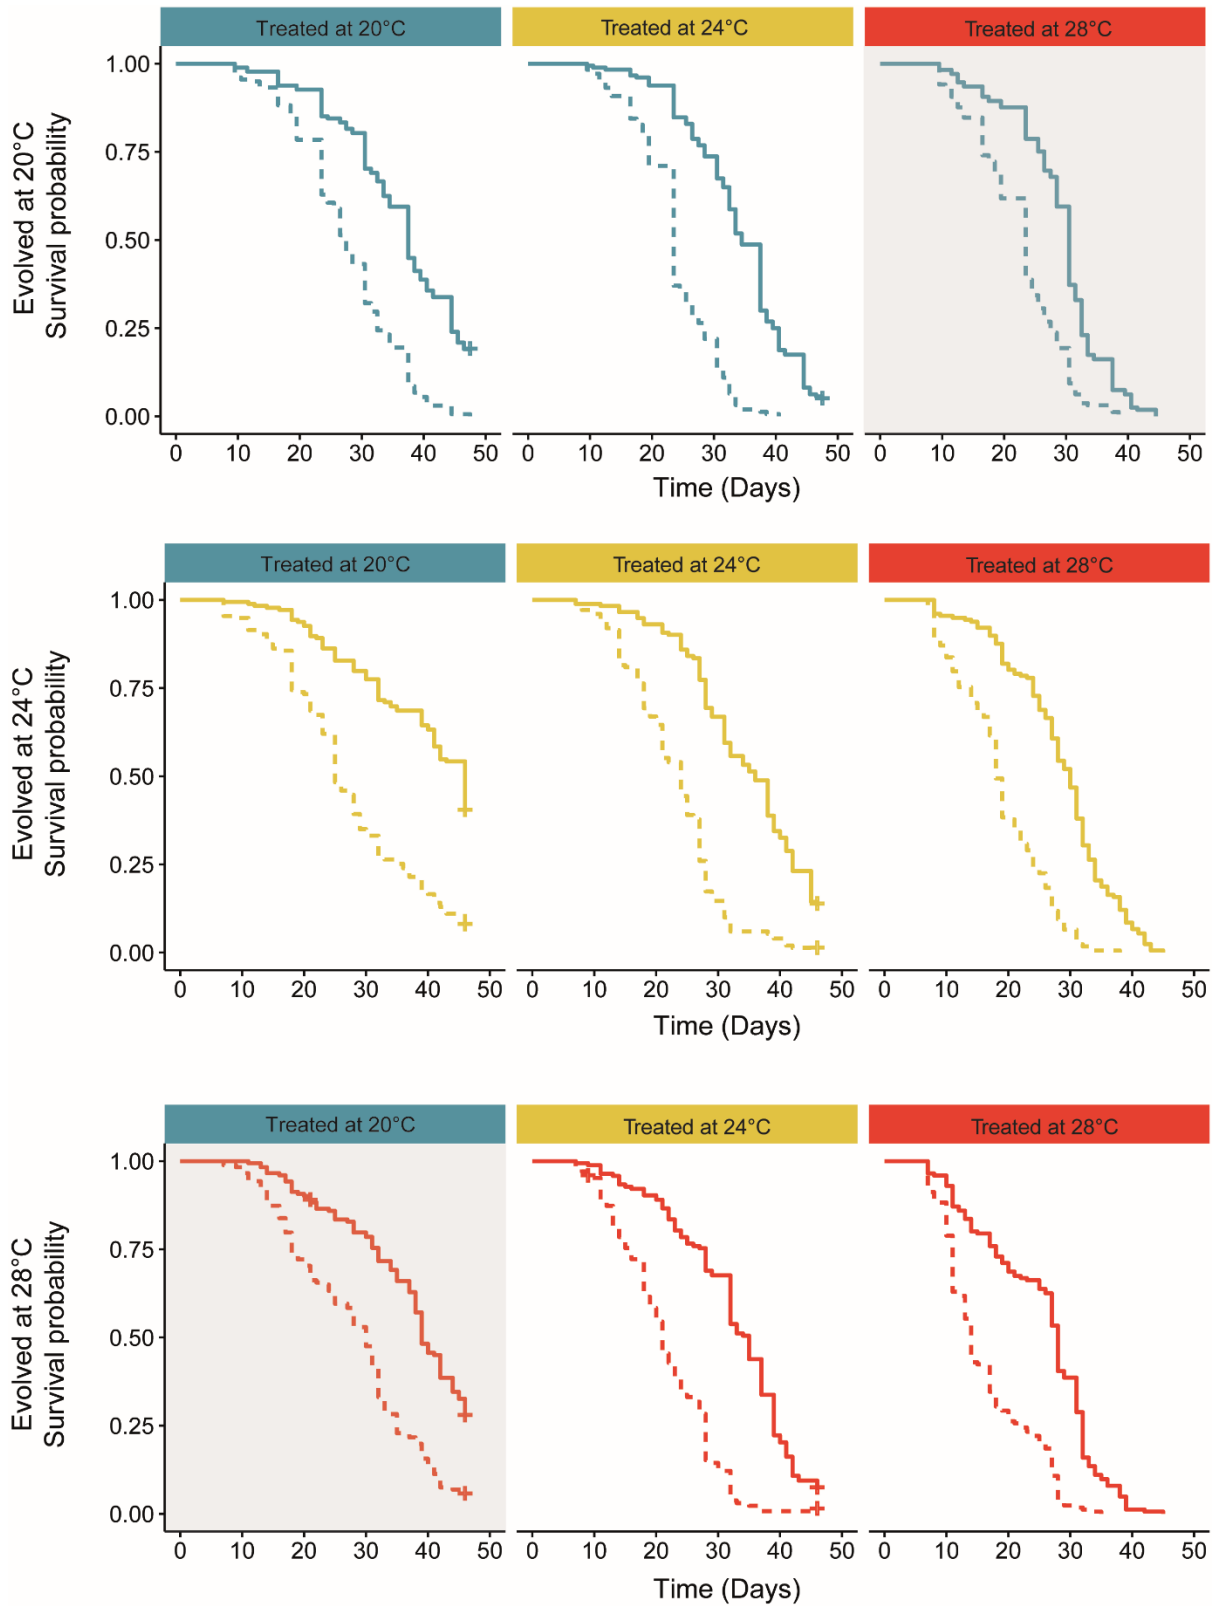 Treated at 20°C
Treated at 24°C
Treated at 28°C
Evolved at 20°C
Survival probability
1.00
0.75
0.50
0.25
0.00
0 10 20 30 40 50
0 10 20 30 40 50
0 10 20 30 40 50
Time (Days)
Treated at 20°C
Treated at 24°C
Treated at 28°C
Evolved at 24°C
Survival probability
1.00
0.75
0.50
0.25
0.00
0 10 20 30 40 50
0 10 20 30 40 50
0 10 20 30 40 50
Time (Days)
Treated at 20°C
Treated at 24°C
Treated at 28°C
Evolved at 28°C
Survival probability
1.00
0.75
0.50
0.25
0.00
0 10 20 30 40 50
0 10 20 30 40 50
0 10 20 30 40 50
Time (Days)